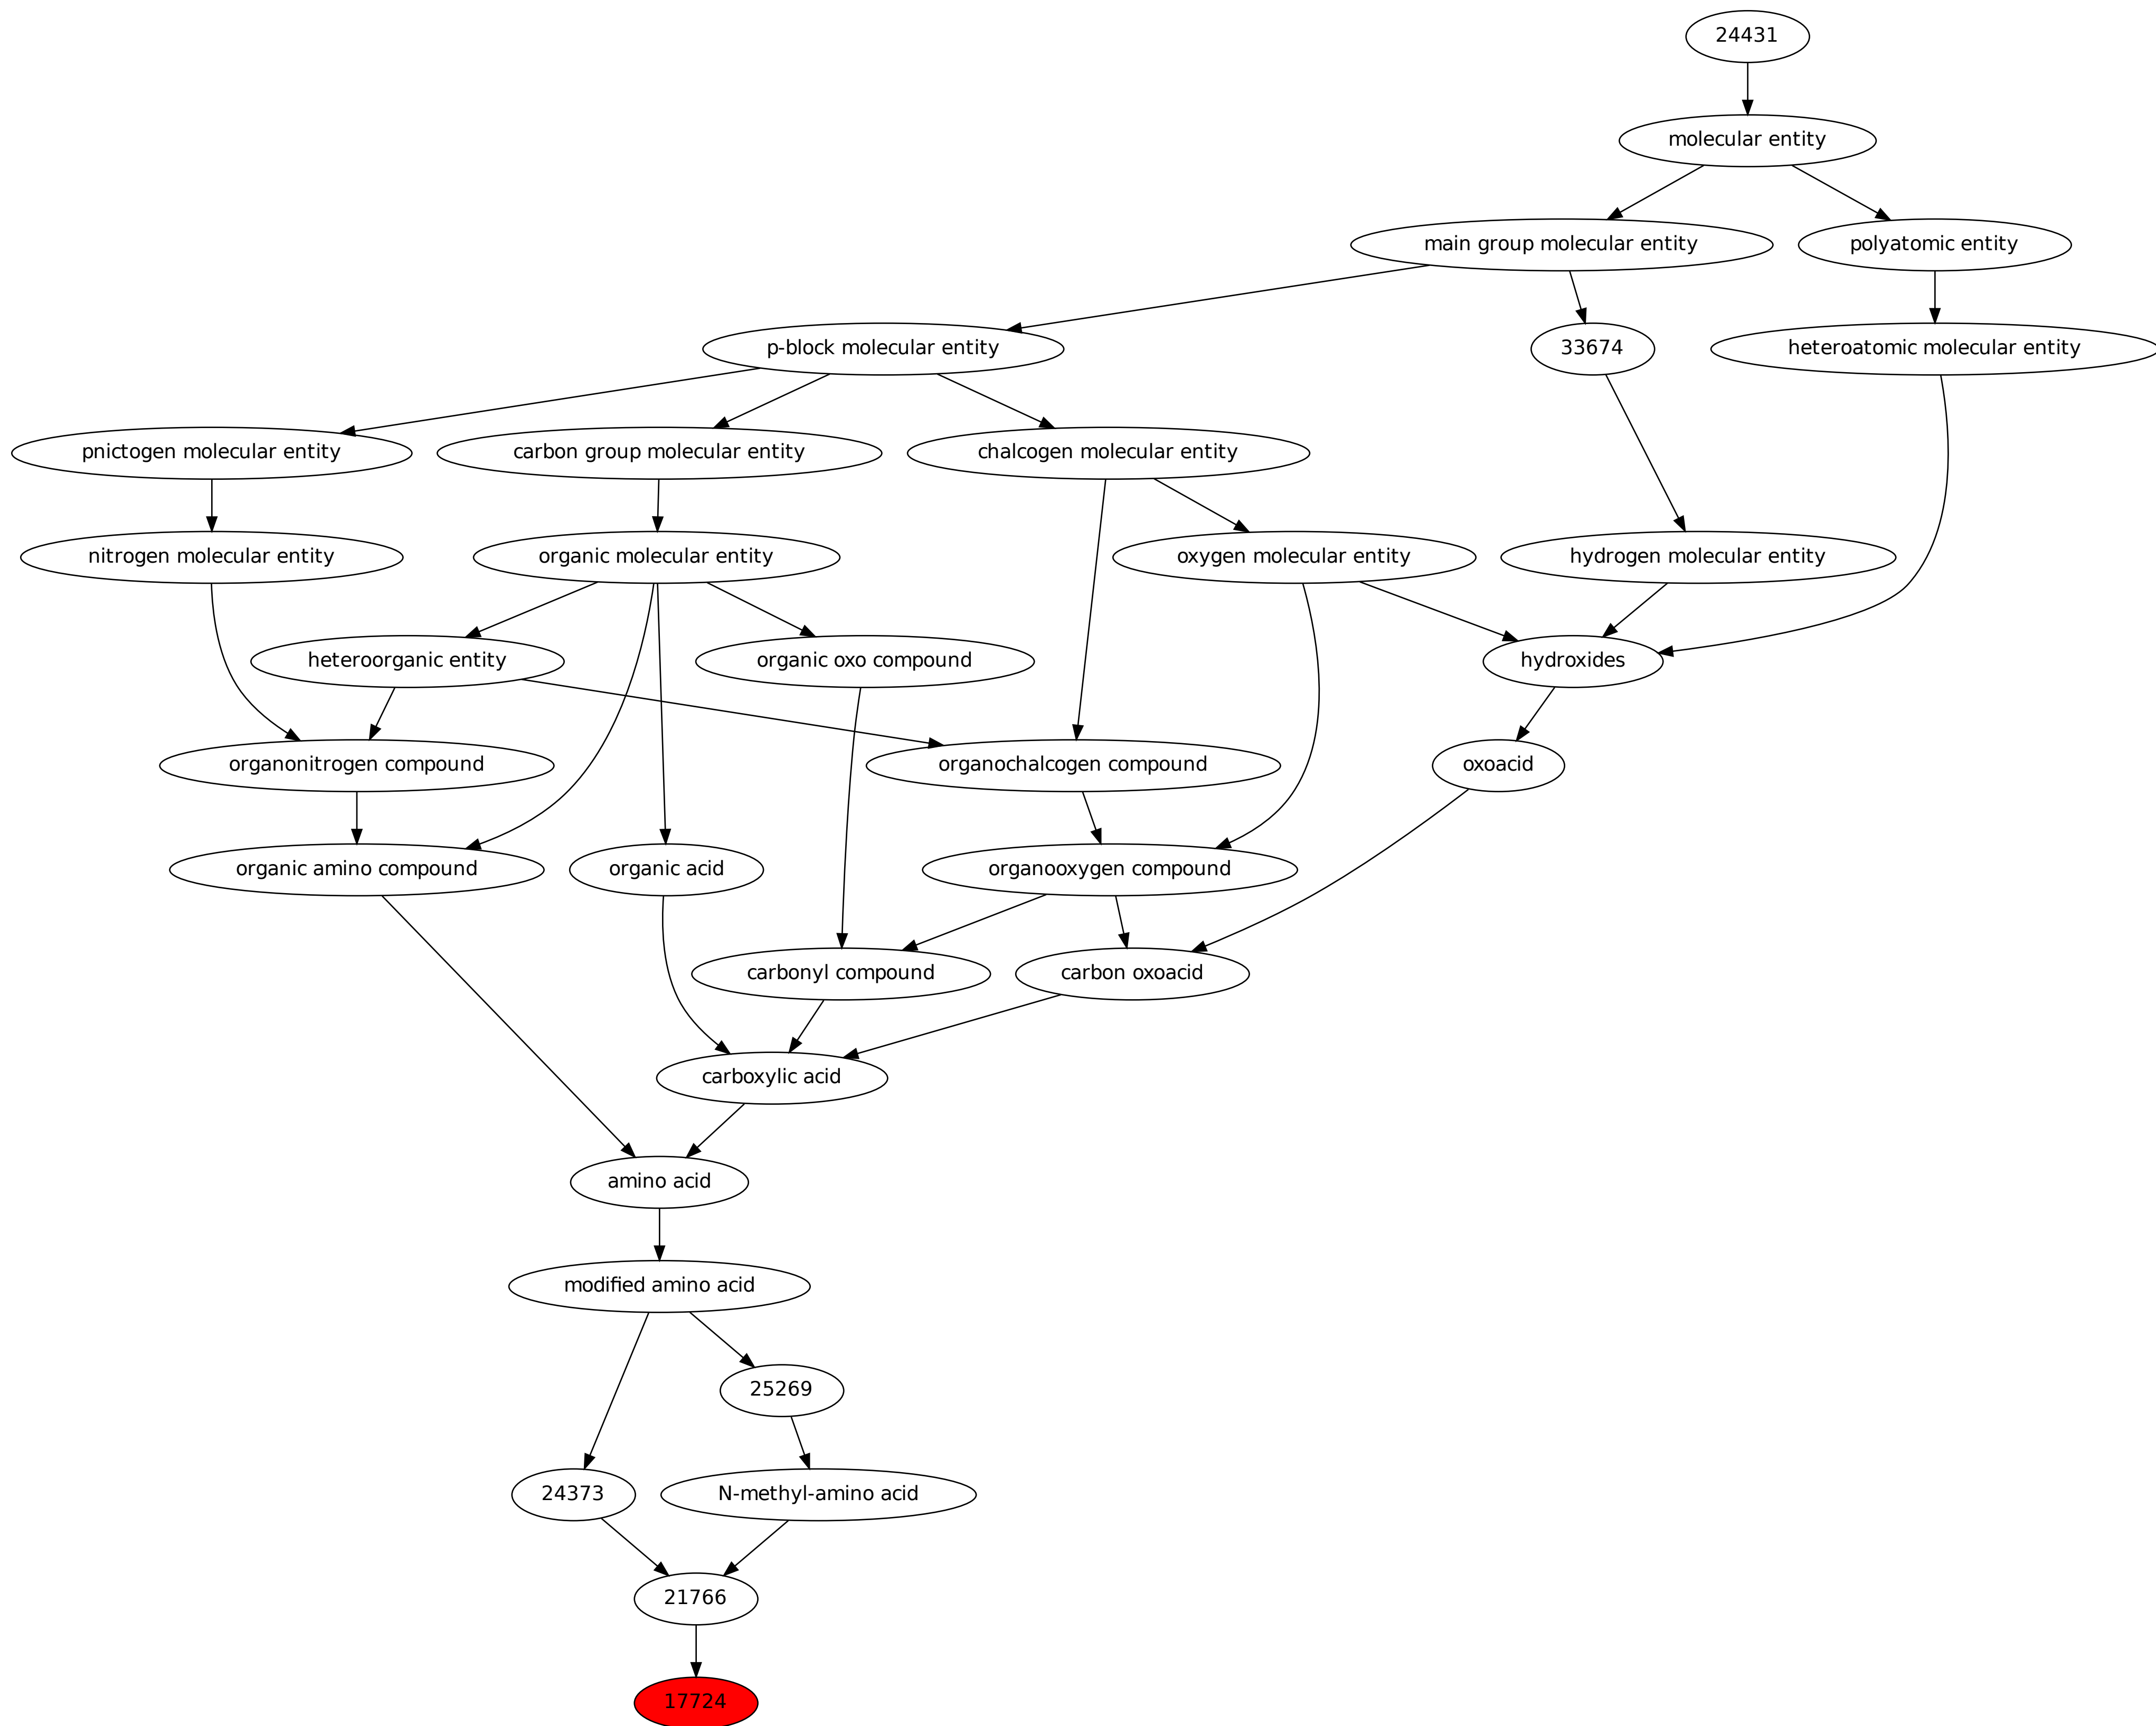 24431
molecular entity
main group molecular entity
polyatomic entity
p-block molecular entity
33674
heteroatomic molecular entity
pnictogen molecular entity
carbon group molecular entity
chalcogen molecular entity
nitrogen molecular entity
organic molecular entity
oxygen molecular entity
hydrogen molecular entity
heteroorganic entity
organic oxo compound
hydroxides
organonitrogen compound
organochalcogen compound
oxoacid
organic amino compound
organic acid
organooxygen compound
carbonyl compound
carbon oxoacid
carboxylic acid
amino acid
modified amino acid
25269
24373
N-methyl-amino acid
21766
17724